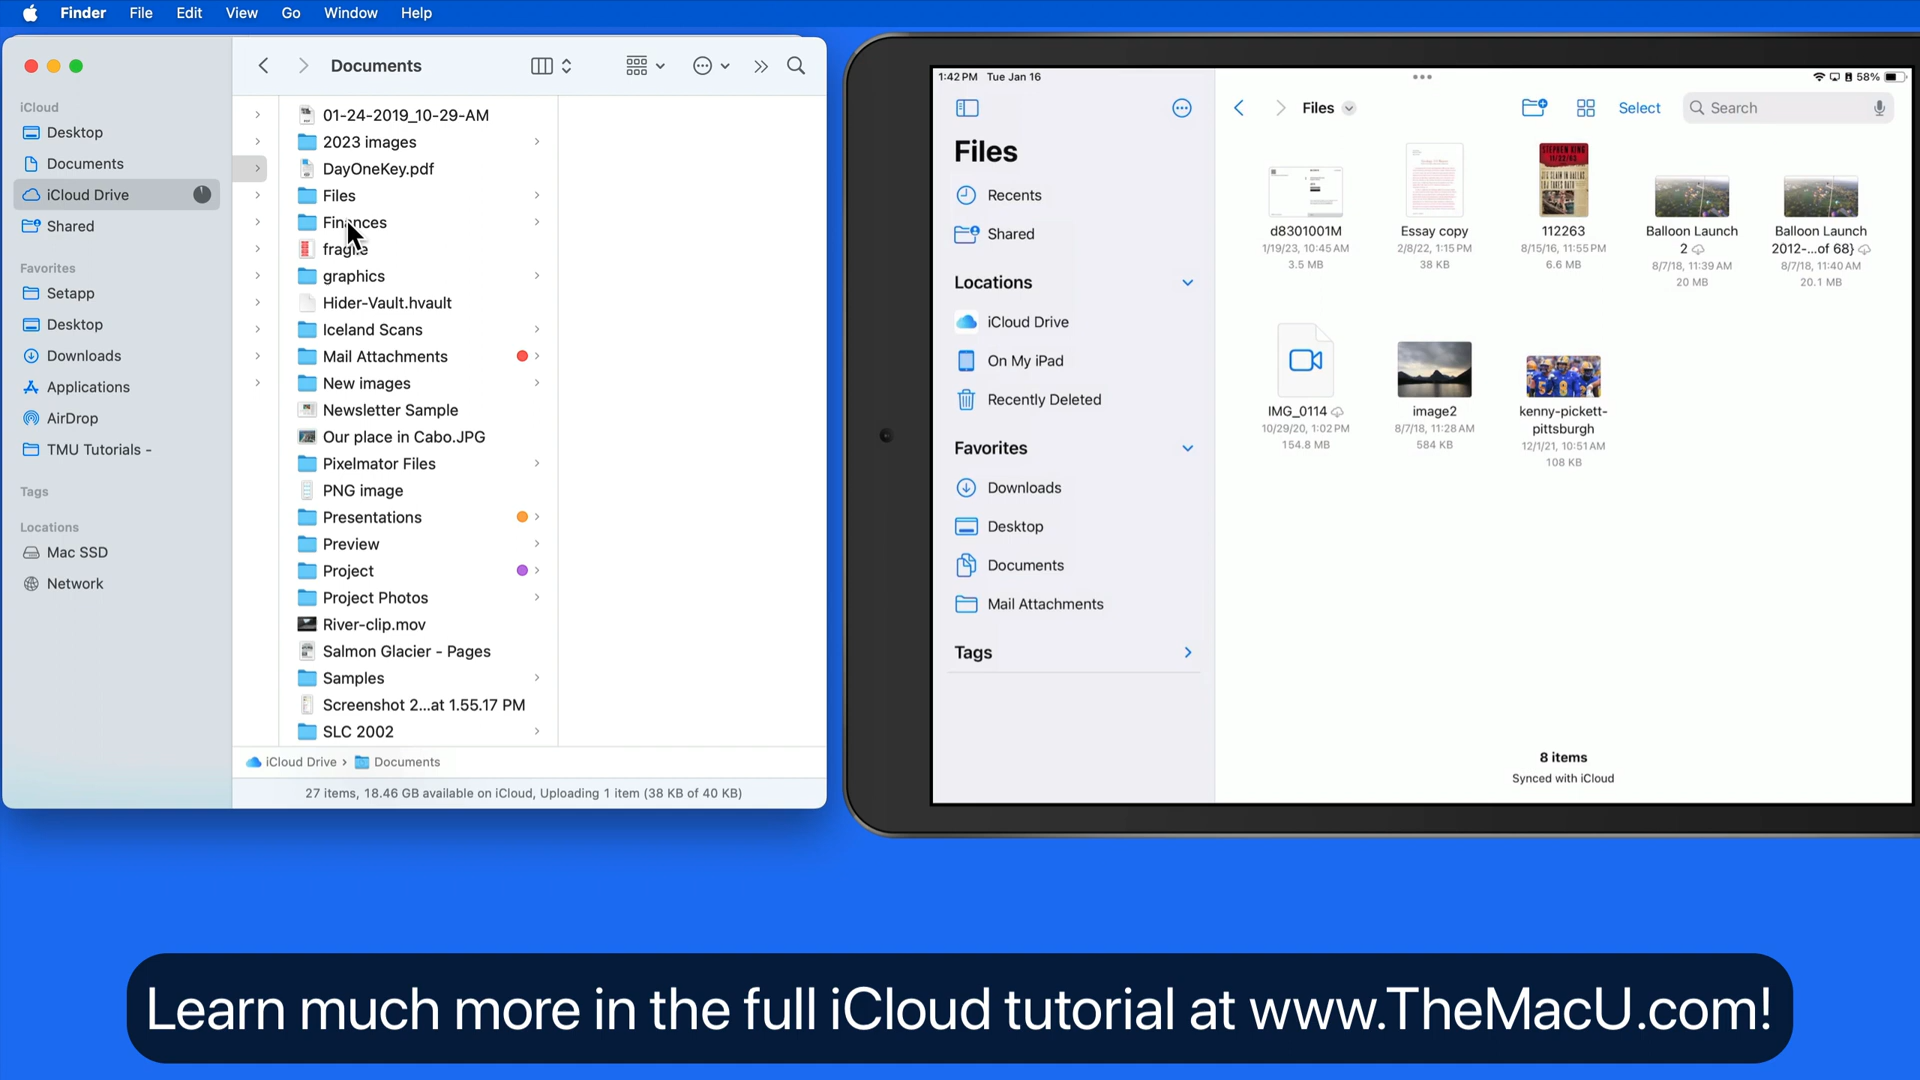 Finder File Edit View Go Window Help
Documents
iCloud
Desktop
Documents
iCloud Drive
Shared
Favorites
Setapp
Desktop
Downloads
Applications
AirDrop
TMU Tutorials -
Tags
Locations
Mac SSD
Network
01-24-2019_10-29-AM
2023 images
DayOneKey.pdf
Files
Finances
fragile
graphics
Hider-Vault.hvault
Iceland Scans
Mail Attachments
New images
Newsletter Sample
Our place in Cabo.JPG
Pixelmator Files
PNG image
Presentations
Preview
Project
Project Photos
River-clip.mov
Salmon Glacier - Pages
Samples
Screenshot 2...at 1.55.17 PM
SLC 2002
iCloud Drive › Documents
27 items, 18.46 GB available on iCloud, Uploading 1 item (38 KB of 40 KB)
1:42 PM Tue Jan 16
58%
Files
Recents
Shared
Locations
iCloud Drive
On My iPad
Recently Deleted
Favorites
Downloads
Desktop
Documents
Mail Attachments
Tags
Files
Select
Search
STEPHEN KING
11/22/63
d8301001M
1/19/23, 10:45 AM
3.5 MB
Essay copy
2/8/22, 1:15 PM
38 KB
112263
8/15/16, 11:55 PM
6.6 MB
Balloon Launch
2
8/7/18, 11:39 AM
20 MB
Balloon Launch
2012-...of 68}
8/7/18, 11:40 AM
20.1 MB
IMG_0114
10/29/20, 1:02 PM
154.8 MB
image2
8/7/18, 11:28 AM
584 KB
kenny-pickett-
pittsburgh
12/1/21, 10:51 AM
108 KB
8 items
Synced with iCloud
Learn much more in the full iCloud tutorial at www.TheMacU.com!